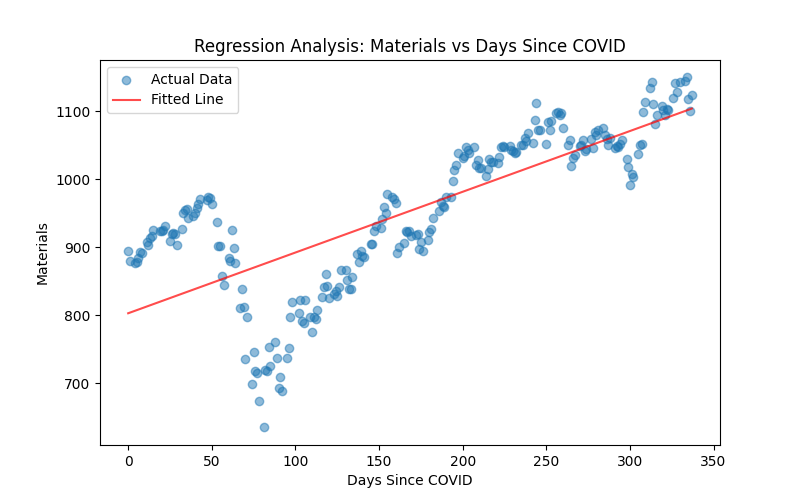 Regression Analysis: Materials vs Days Since COVID
Actual Data
Fitted Line
Materials
1100
1000
900
800
700
0 50 100 150 200 250 300 350
Days Since COVID